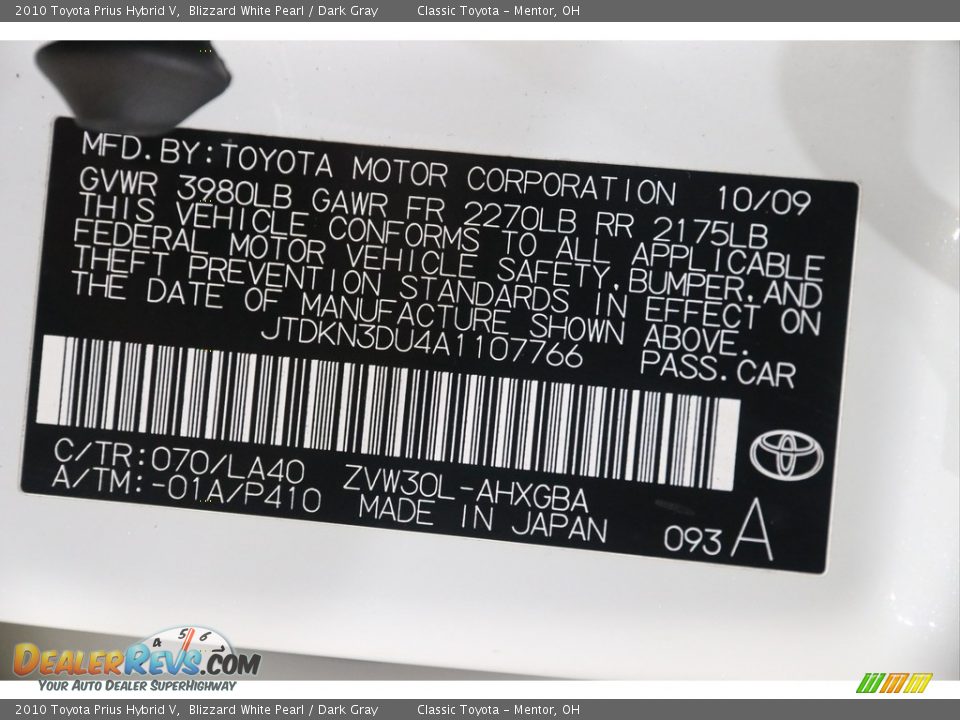 2010 Toyota Prius Hybrid V, Blizzard White Pearl / Dark Gray Classic Toyota – Mentor, OH
MFD. BY: TOYOTA MOTOR CORPORATION 10/09
GVWR 3980LB GAWR FR 2270LB RR 2175LB
THIS VEHICLE CONFORMS TO ALL APPLICABLE
FEDERAL MOTOR VEHICLE SAFETY, BUMPER, AND
THEFT PREVENTION STANDARDS IN EFFECT ON
THE DATE OF MANUFACTURE SHOWN ABOVE.
JTDKN3DU4A1107766 PASS. CAR
C/TR: 070/LA40 ZVW30L-AHXGBA
A/TM: -01A/P410 MADE IN JAPAN
093 A
4 5 6
DEALERREVS.COM
YOUR AUTO DEALER SUPERHIGHWAY
2010 Toyota Prius Hybrid V, Blizzard White Pearl / Dark Gray Classic Toyota – Mentor, OH